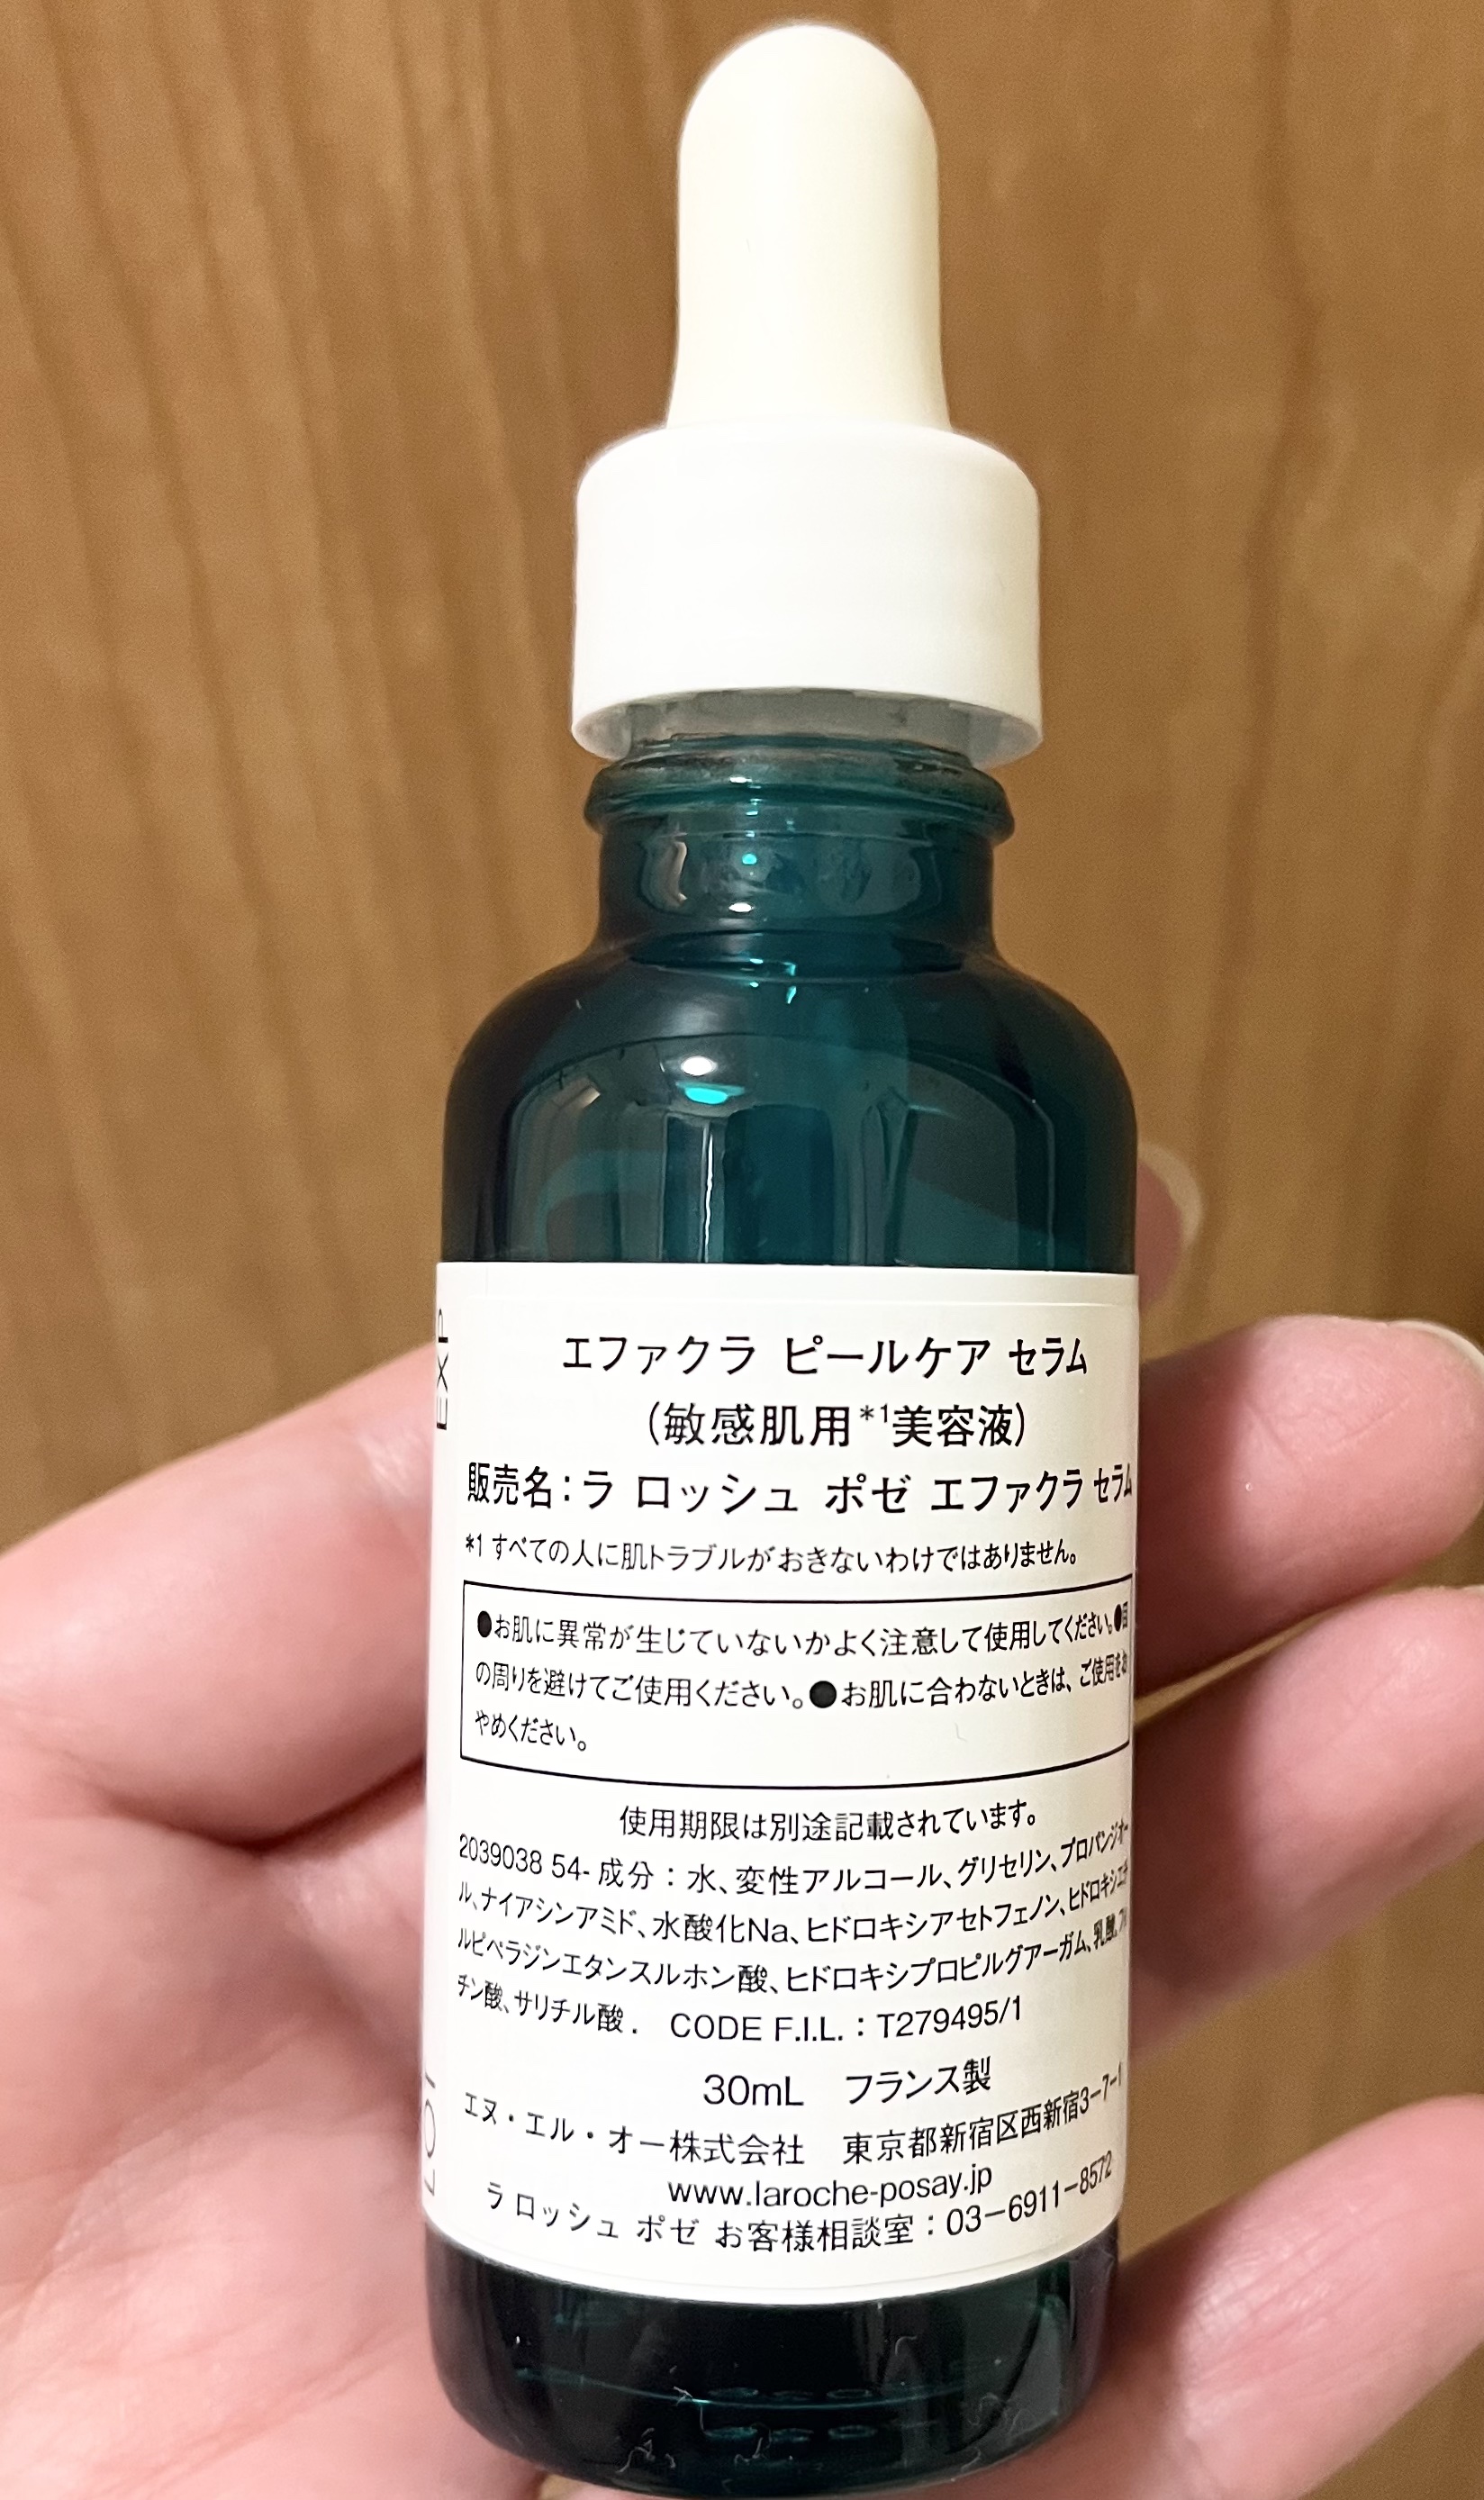 エファクラ ピールケア セラム
(敏感肌用*1美容液)
販売名:ラ ロッシュ ポゼ エファクラ セラム
*1 すべての人に肌トラブルがおきないわけではありません。
●お肌に異常が生じていないかよく注意して使用してください。●目
の周りを避けてご使用ください。●お肌に合わないときは、ご使用をお
やめください。
使用期限は別途記載されています。
2039038 54- 成分:水、変性アルコール、グリセリン、プロパンジオー
ル、ナイアシンアミド、水酸化Na、ヒドロキシアセトフェノン、ヒドロキシエチ
ルピペラジンエタンスルホン酸、ヒドロキシプロピルグアーガム、乳酸、
チン酸、サリチル酸. CODE F.I.L.:T279495/1
30mL フランス製
エヌ・エル・オー株式会社 東京都新宿区西新宿3-7-1
www.laroche-posay.jp
ラ ロッシュ ポゼ お客様相談室:03-6911-8572
EXP
LOT